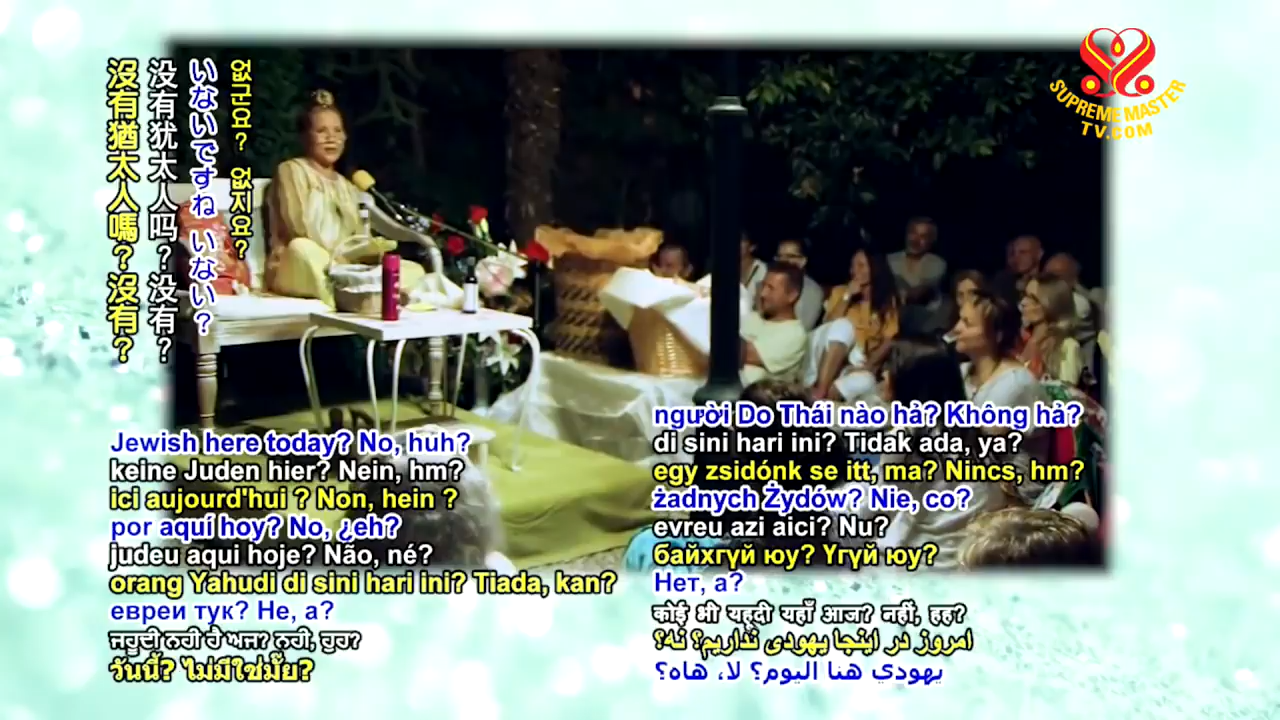 沒有猶太人嗎？沒有？
没有犹太人吗？没有？
いないですね いない？
없군요? 없지요?
SUPREME MASTER
TV.COM
Jewish here today? No, huh?
keine Juden hier? Nein, hm?
ici aujourd'hui ? Non, hein ?
por aquí hoy? No, ¿eh?
judeu aqui hoje? Não, né?
orang Yahudi di sini hari ini? Tiada, kan?
евреи тук? Не, а?
ਜਹੂਦੀ ਨਹੀ ਹੈ ਅਜ? ਨਹੀ, ਹੁਹ?
วันนี้? ไม่มีใช่มั้ย?
người Do Thái nào hả? Không hả?
di sini hari ini? Tidak ada, ya?
egy zsidónk se itt, ma? Nincs, hm?
żadnych Żydów? Nie, co?
evreu azi aici? Nu?
байхгүй юу? Үгүй юу?
Нет, а?
कोई भी यहूदी यहाँ आज? नहीं, हह?
امروز در اینجا یهودی نداریم؟ نه؟
يهودي هنا اليوم؟ لا، هاه؟